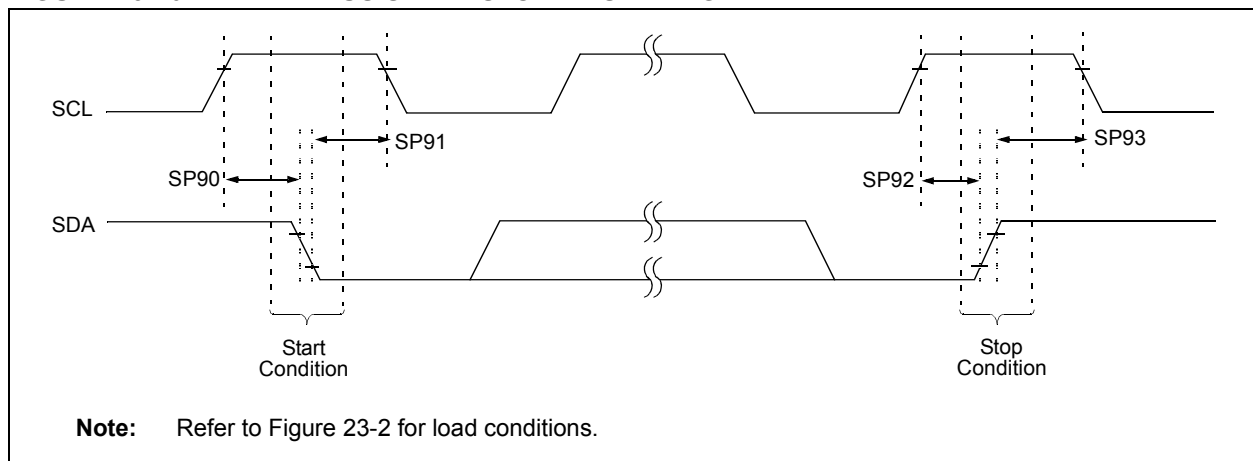 SCL
SP91
SP93
SP90
SP92
SDA
Start
Condition
Stop
Condition
Note: Refer to Figure 23-2 for load conditions.